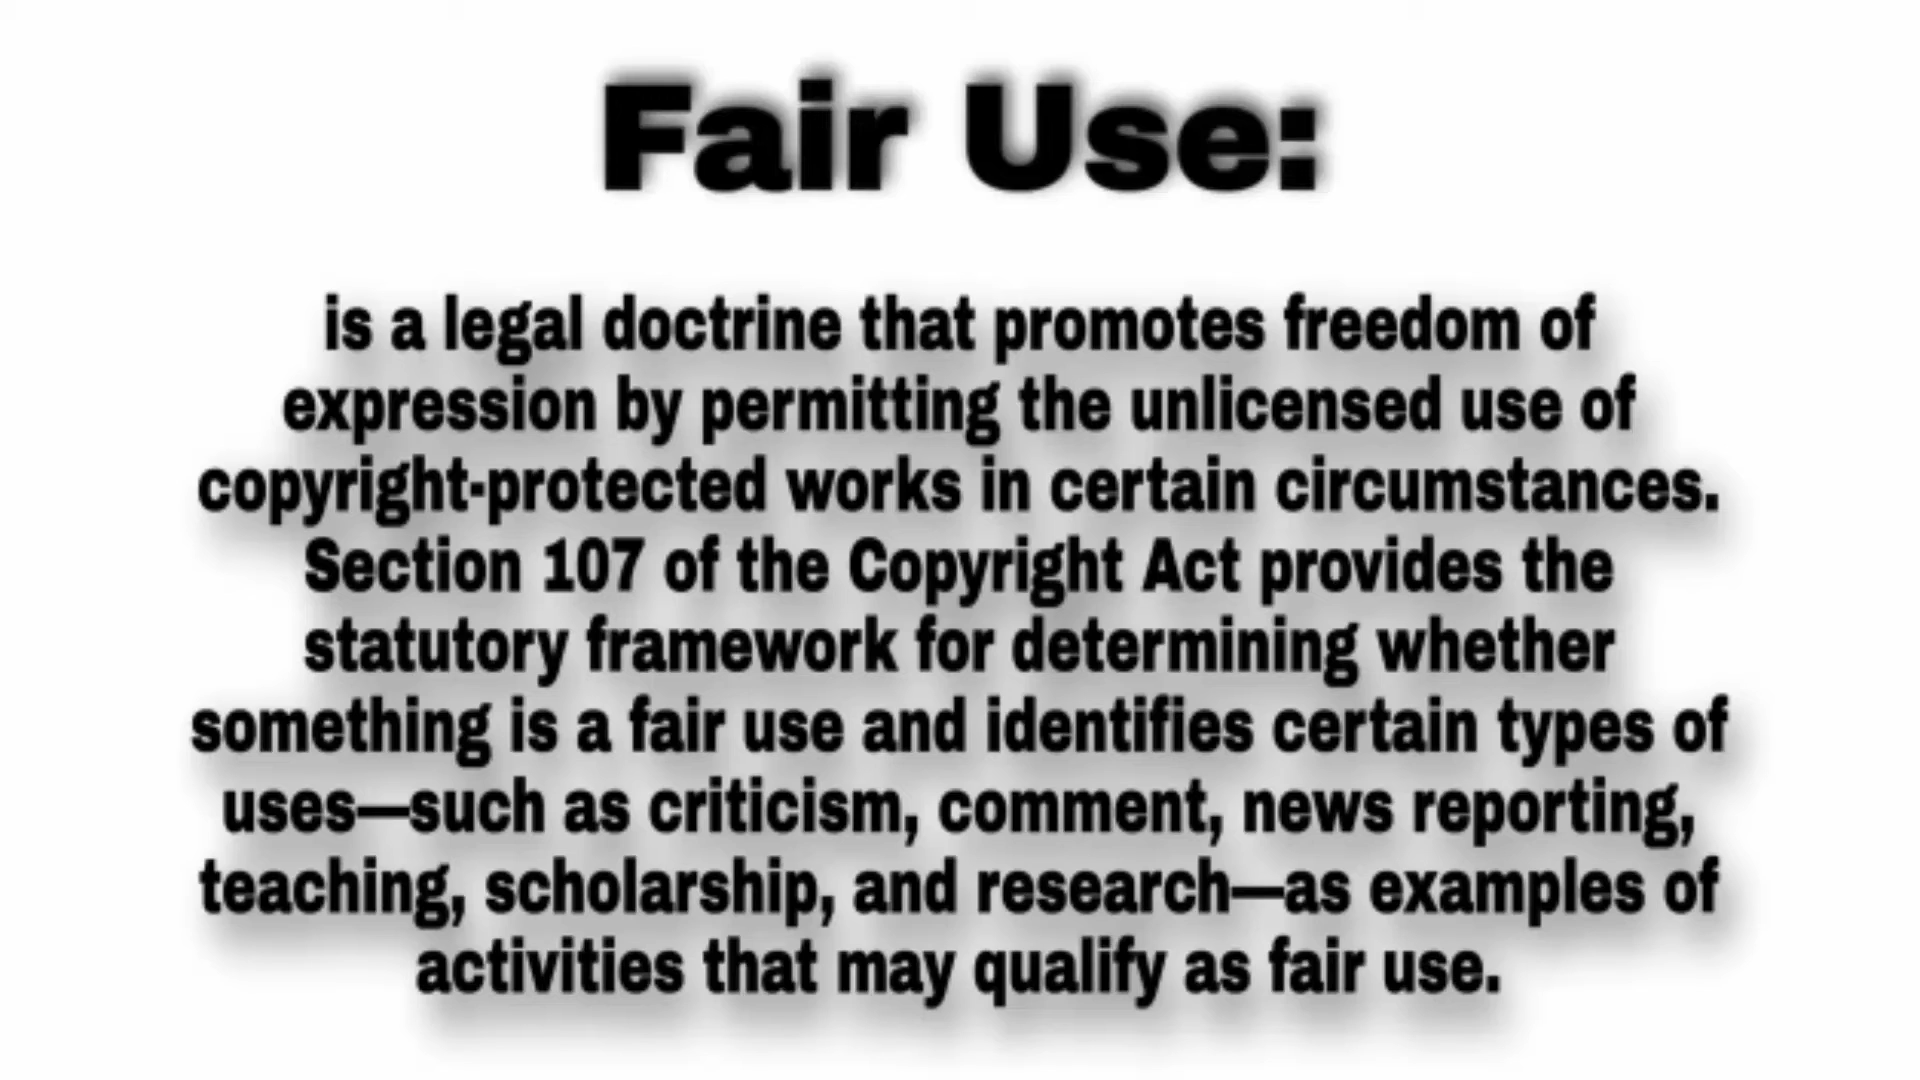 Fair Use:
is a legal doctrine that promotes freedom of
expression by permitting the unlicensed use of
copyright-protected works in certain circumstances.
Section 107 of the Copyright Act provides the
statutory framework for determining whether
something is a fair use and identifies certain types of
uses—such as criticism, comment, news reporting,
teaching, scholarship, and research—as examples of
activities that may qualify as fair use.